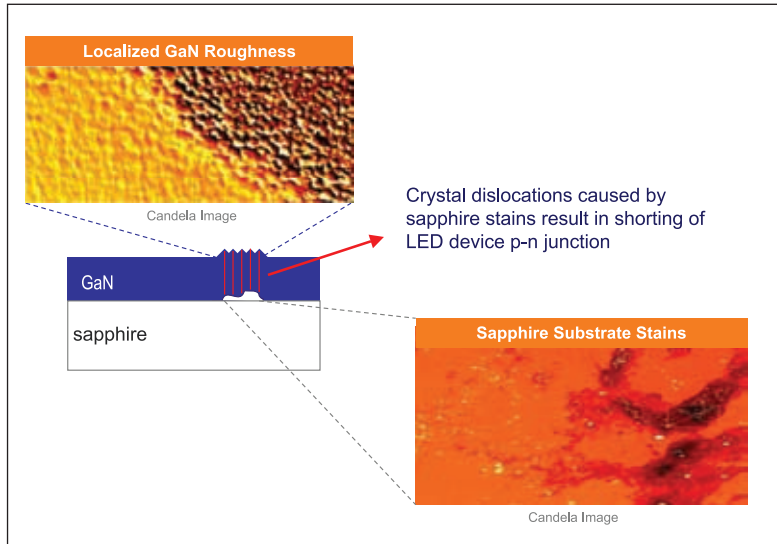 Localized GaN Roughness
Candela Image
Crystal dislocations caused by
sapphire stains result in shorting of
LED device p-n junction
GaN
sapphire
Sapphire Substrate Stains
Candela Image